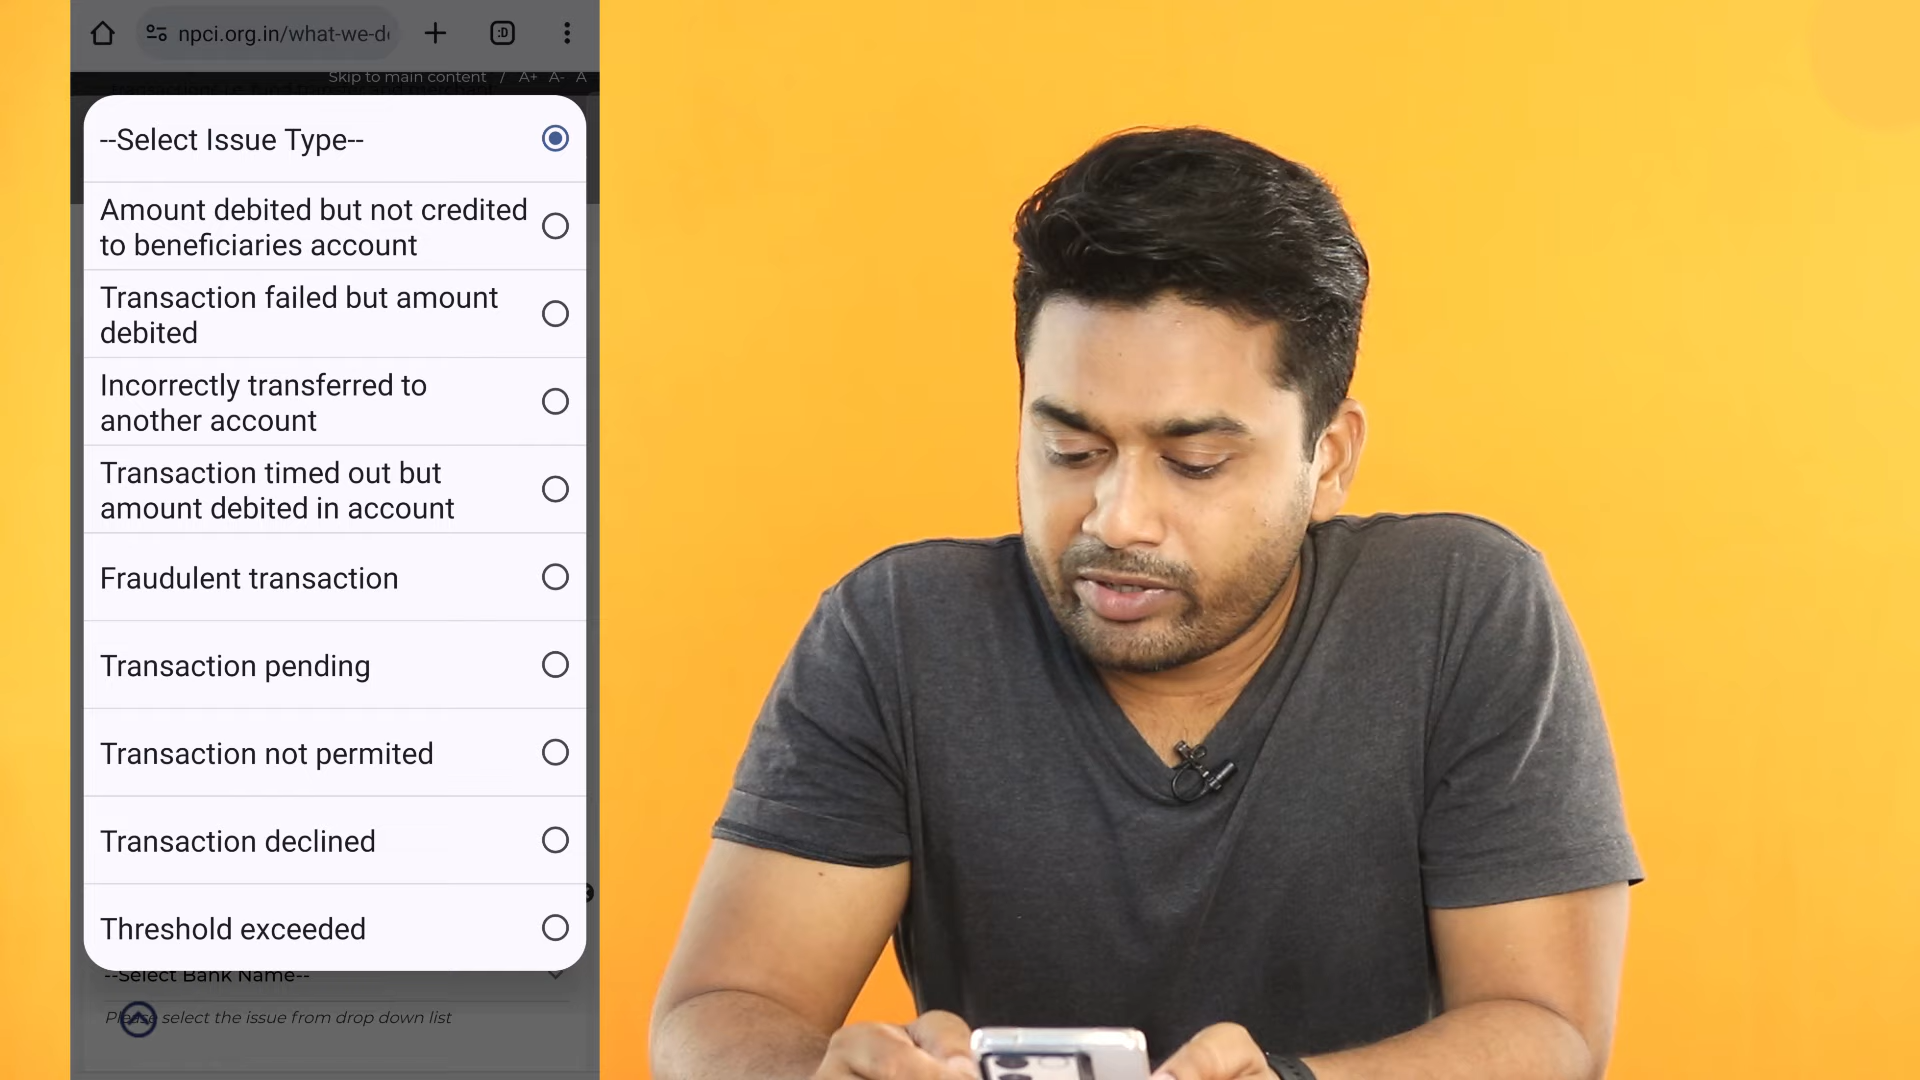 npci.org.in/what-we-d
:D
Skip to main content / A+ A- A
--Select Issue Type--
Amount debited but not credited
to beneficiaries account
Transaction failed but amount
debited
Incorrectly transferred to
another account
Transaction timed out but
amount debited in account
Fraudulent transaction
Transaction pending
Transaction not permited
Transaction declined
Threshold exceeded
--Select Bank Name--
Please select the issue from drop down list